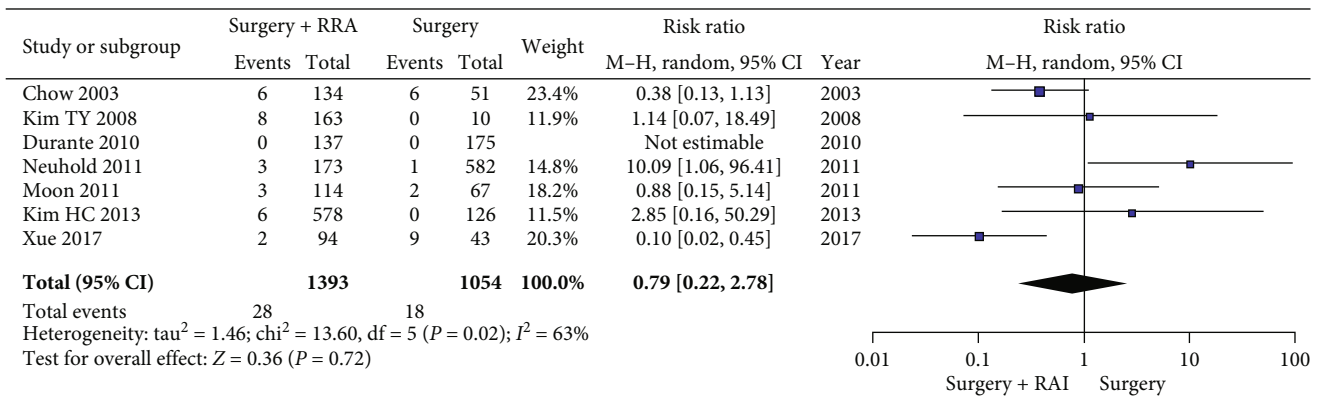 Study or subgroup Surgery + RRA Surgery Weight Risk ratio Risk ratio
Events Total Events Total M–H, random, 95% CI Year M–H, random, 95% CI
Chow 2003 6 134 6 51 23.4% 0.38 [0.13, 1.13] 2003
Kim TY 2008 8 163 0 10 11.9% 1.14 [0.07, 18.49] 2008
Durante 2010 0 137 0 175 Not estimable 2010
Neuhold 2011 3 173 1 582 14.8% 10.09 [1.06, 96.41] 2011
Moon 2011 3 114 2 67 18.2% 0.88 [0.15, 5.14] 2011
Kim HC 2013 6 578 0 126 11.5% 2.85 [0.16, 50.29] 2013
Xue 2017 2 94 9 43 20.3% 0.10 [0.02, 0.45] 2017
Total (95% CI) 1393 1054 100.0% 0.79 [0.22, 2.78]
Total events 28 18
Heterogeneity: tau² = 1.46; chi² = 13.60, df = 5 (P = 0.02); I² = 63%
Test for overall effect: Z = 0.36 (P = 0.72)
0.01 0.1 1 10 100
Surgery + RAI Surgery